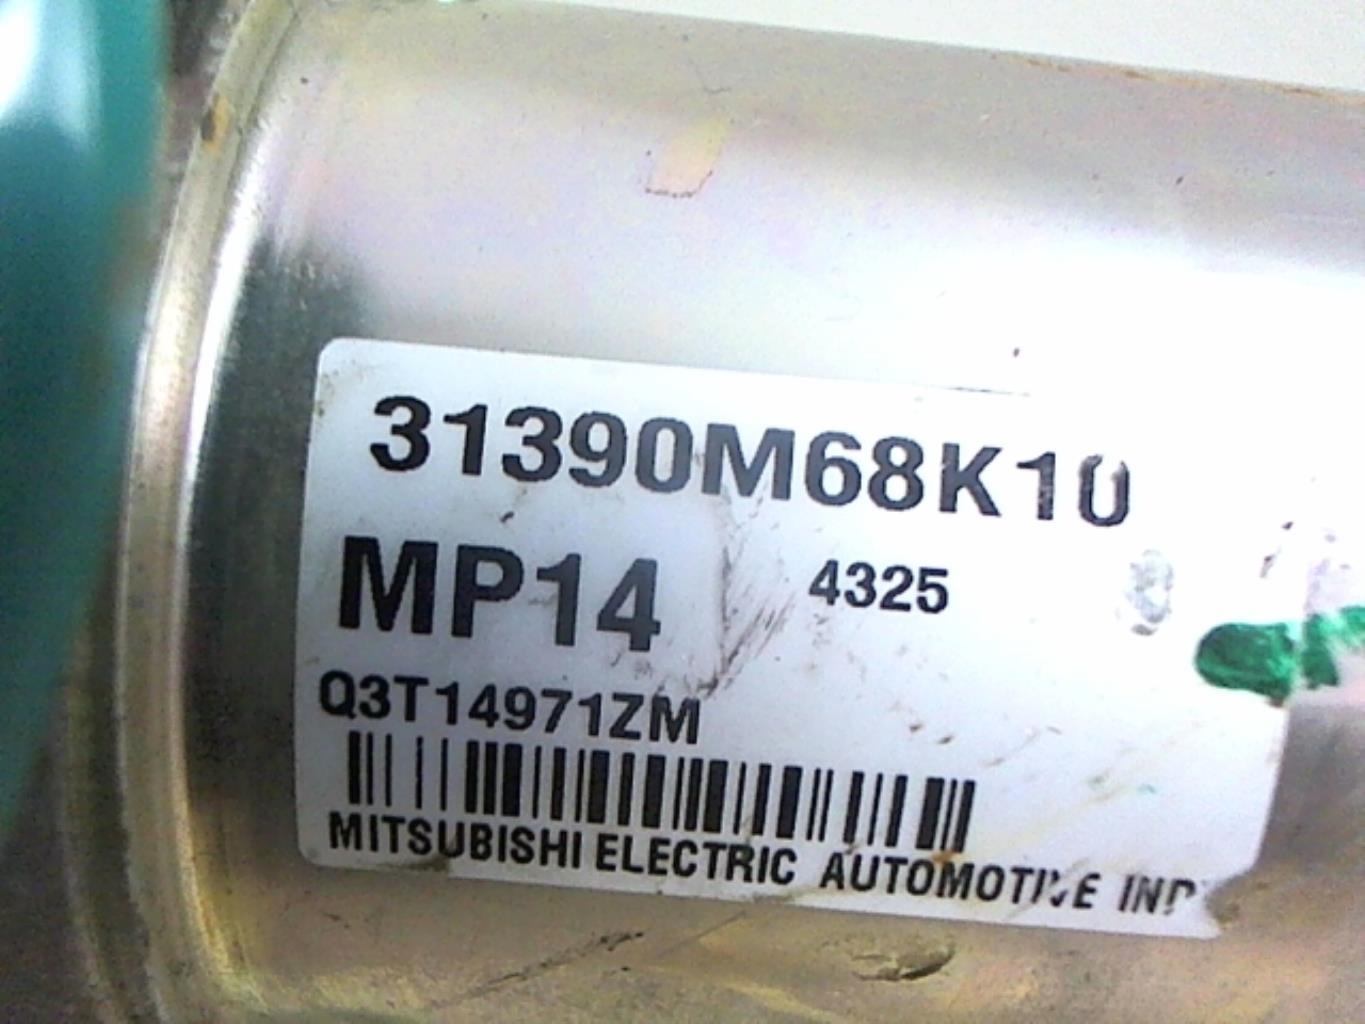 31390M68K10
MP14 4325
Q3T14971ZM
MITSUBISHI ELECTRIC AUTOMOTIVE